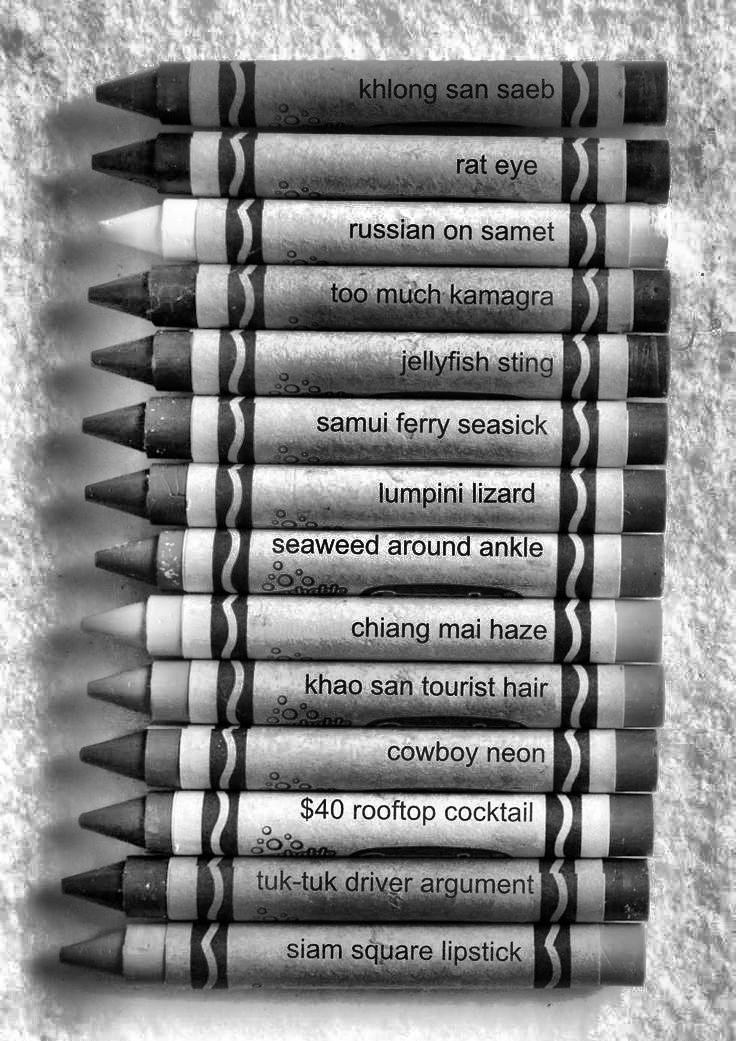 khlong san saeb
rat eye
russian on samet
too much kamagra
jellyfish sting
samui ferry seasick
lumpini lizard
seaweed around ankle
chiang mai haze
khao san tourist hair
cowboy neon
$40 rooftop cocktail
tuk-tuk driver argument
siam square lipstick